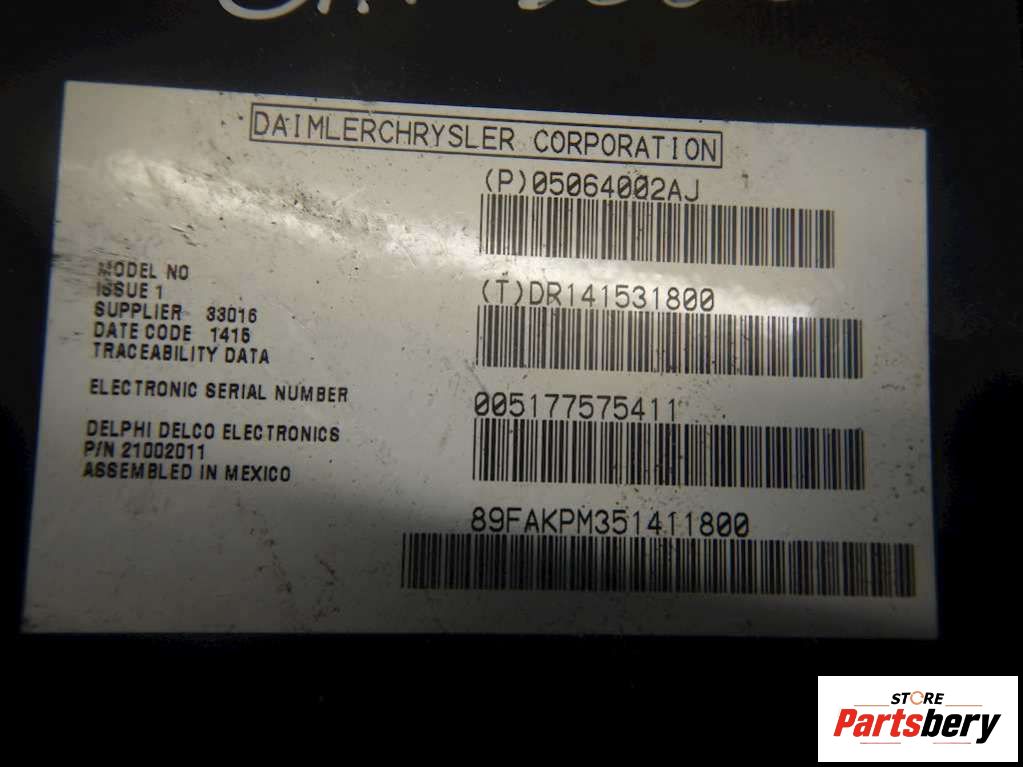 DAIMLERCHRYSLER CORPORATION
(P)05064002AJ
MODEL NO
ISSUE 1
SUPPLIER 33016
DATE CODE 1415
TRACEABILITY DATA
(T)DR141531800
ELECTRONIC SERIAL NUMBER
005177575411
DELPHI DELCO ELECTRONICS
P/N 21002011
ASSEMBLED IN MEXICO
89FAKPM351411800
STORE
Partsbery